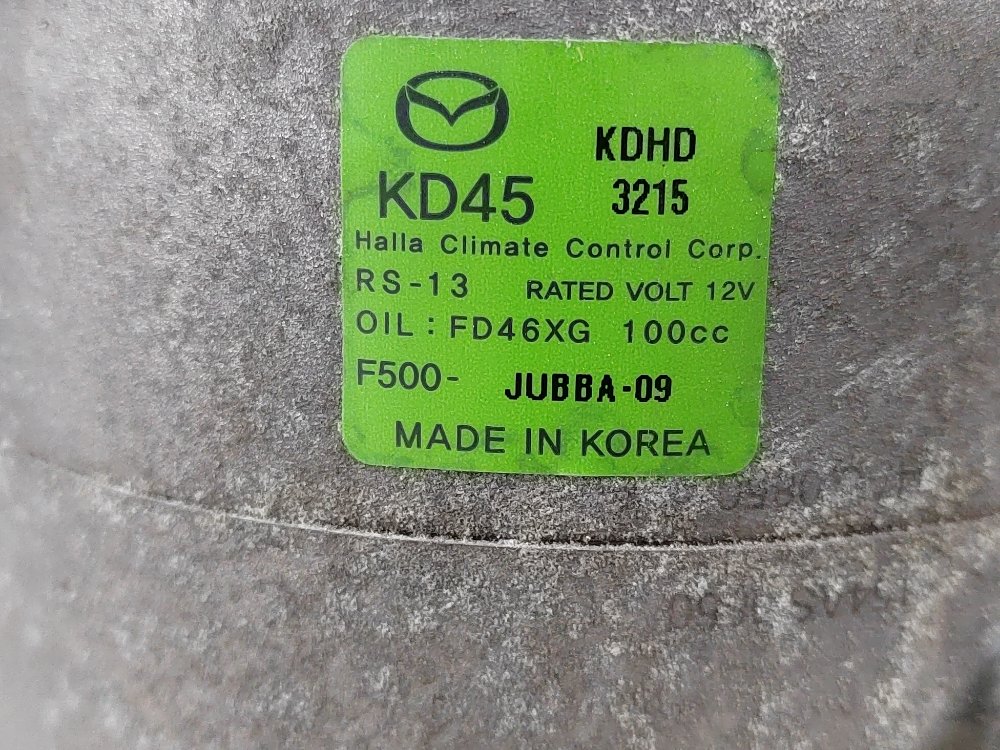 KDHD
KD45 3215
Halla Climate Control Corp.
RS-13 RATED VOLT 12V
OIL : FD46XG 100cc
F500- JUBBA-09
MADE IN KOREA